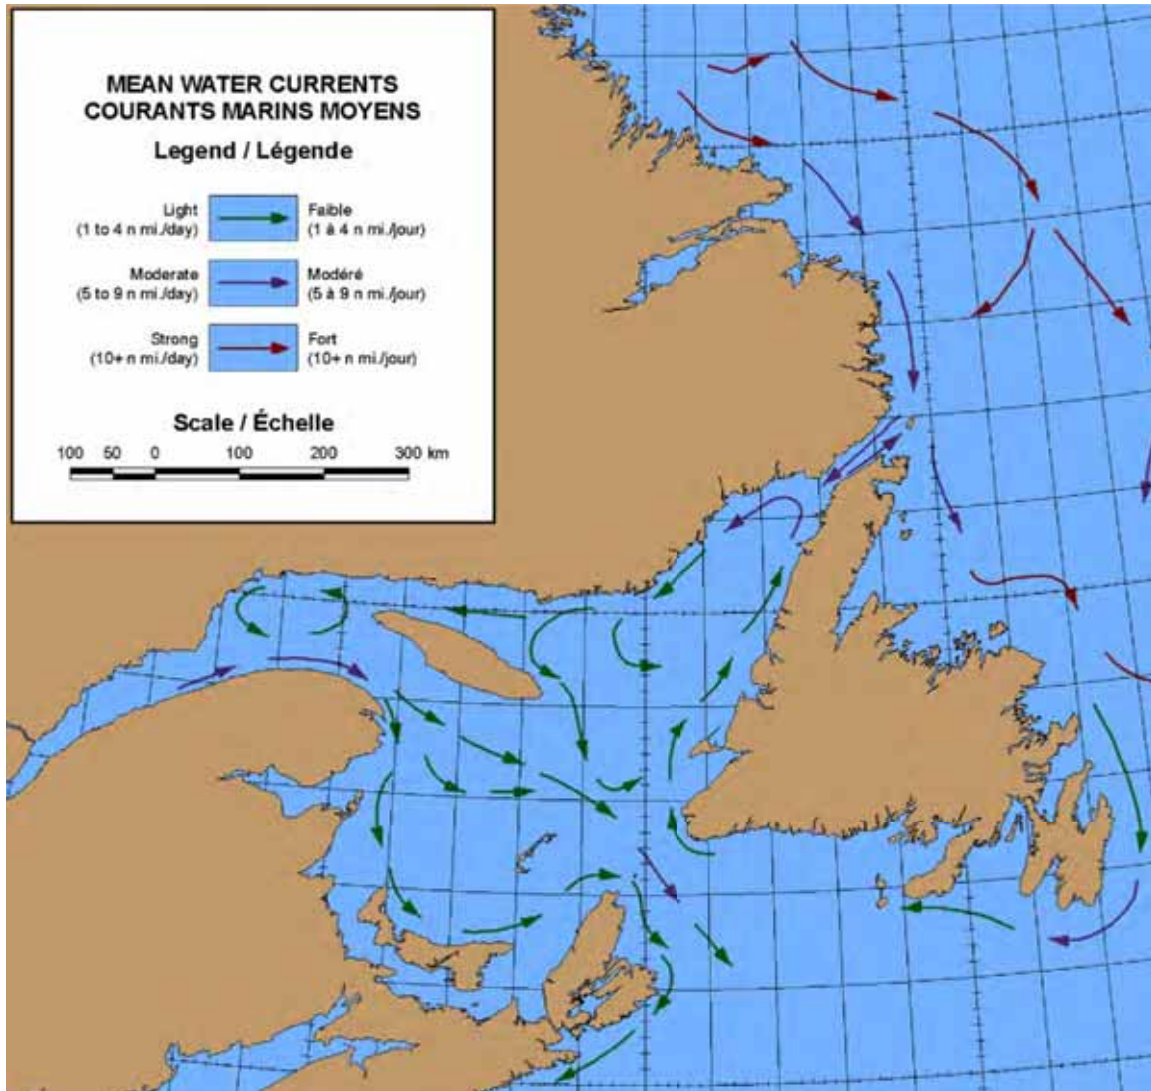 MEAN WATER CURRENTS
COURANTS MARINS MOYENS
Legend / Légende
Light
(1 to 4 n mi./day)
Faible
(1 à 4 n mi./jour)
Moderate
(5 to 9 n mi./day)
Modéré
(5 à 9 n mi./jour)
Strong
(10+ n mi./day)
Fort
(10+ n mi./jour)
Scale / Échelle
100 50 0 100 200 300 km